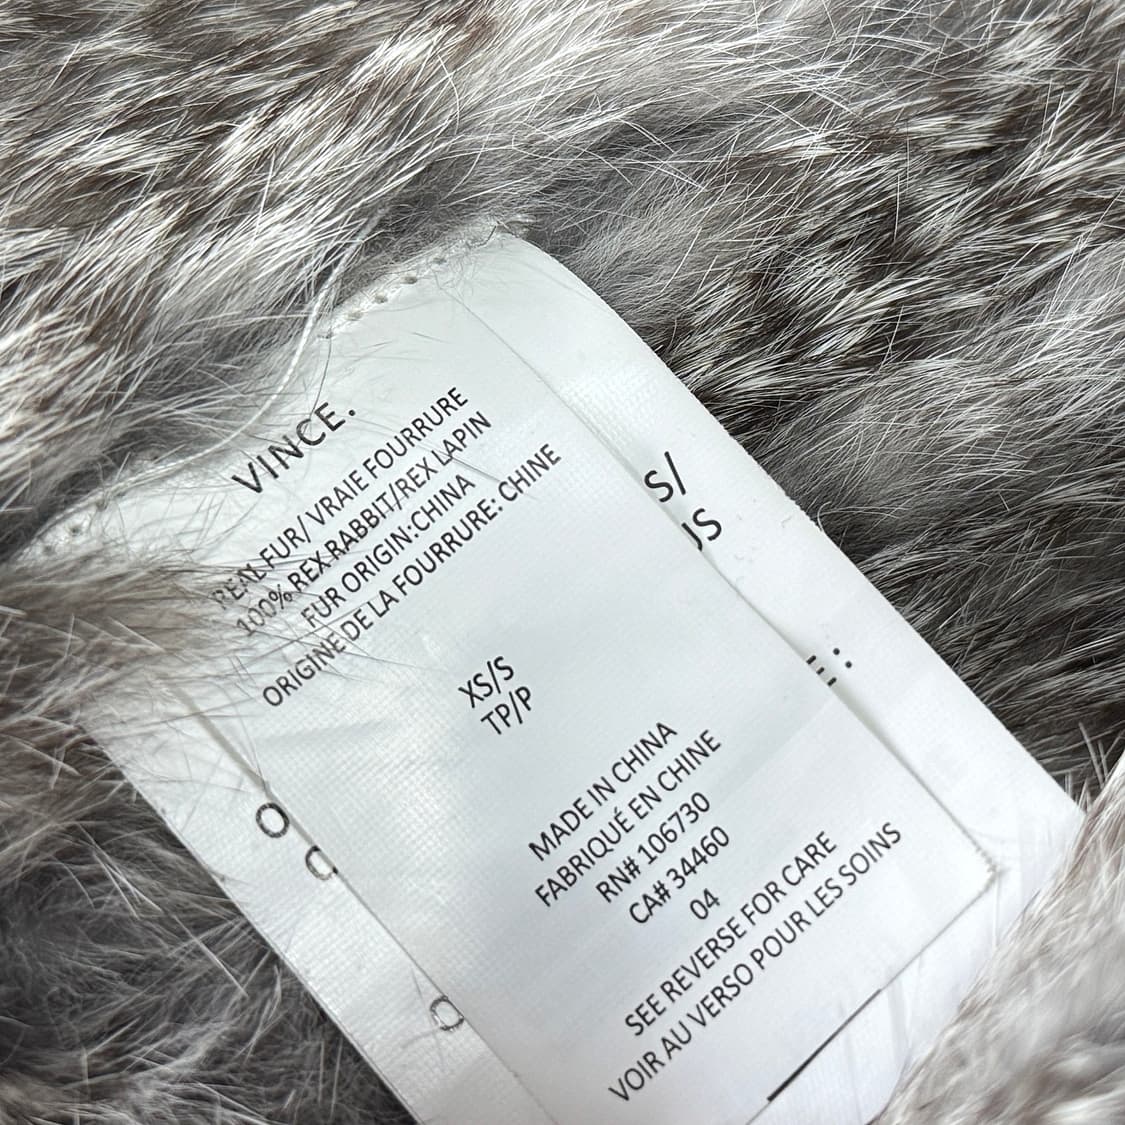 VINCE.
REAL FUR/ VRAIE FOURRURE
100% REX RABBIT/REX LAPIN
FUR ORIGIN:CHINA
ORIGINE DE LA FOURRURE: CHINE
XS/S
TP/P
MADE IN CHINA
FABRIQUÉ EN CHINE
RN# 106730
CA# 34460
04
SEE REVERSE FOR CARE
VOIR AU VERSO POUR LES SOINS
S/